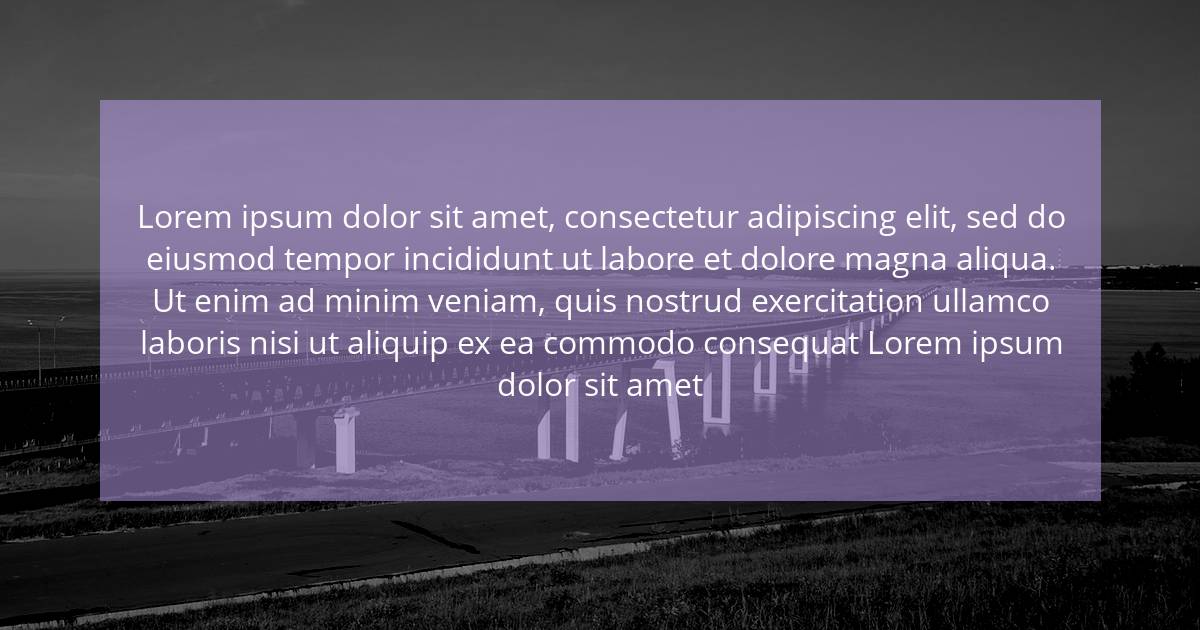 Lorem ipsum dolor sit amet, consectetur adipiscing elit, sed do
eiusmod tempor incididunt ut labore et dolore magna aliqua.
Ut enim ad minim veniam, quis nostrud exercitation ullamco
laboris nisi ut aliquip ex ea commodo consequat Lorem ipsum
dolor sit amet